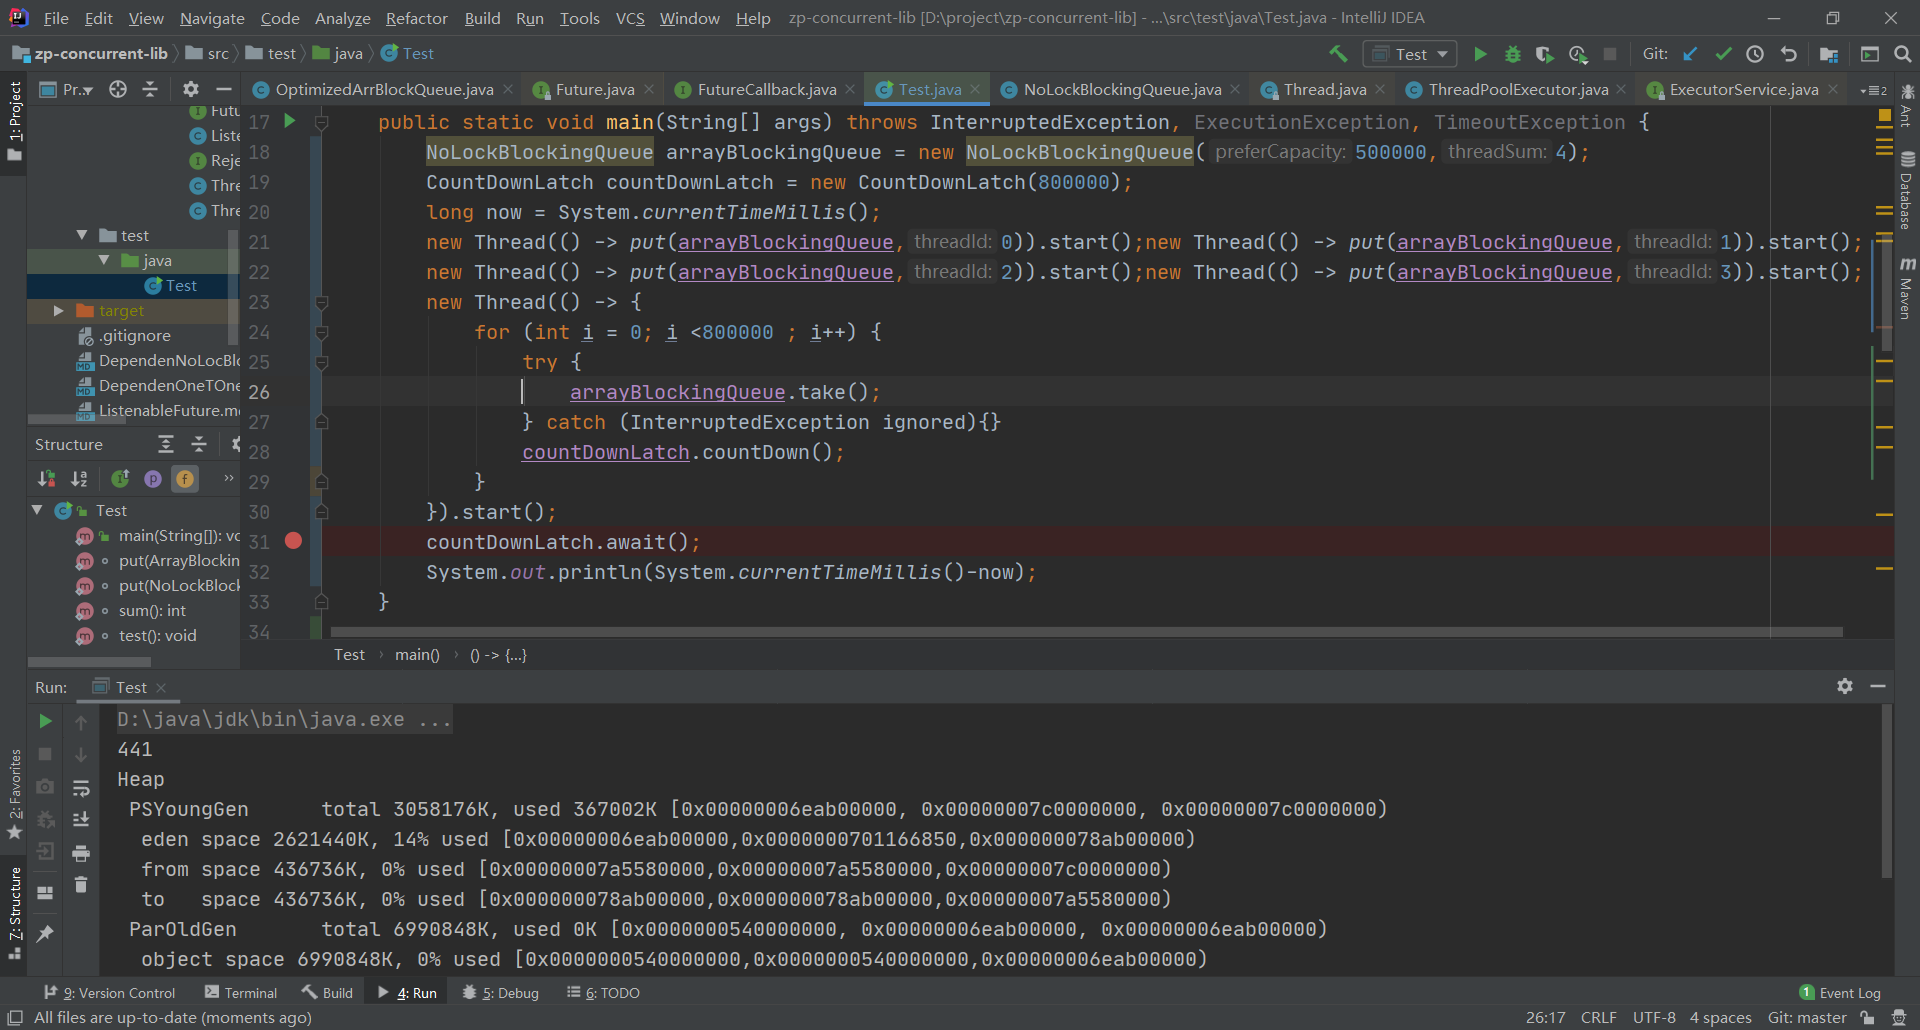 File Edit View Navigate Code Analyze Refactor Build Run Tools VCS Window Help zp-concurrent-lib [D:\project\zp-concurrent-lib] - ...\src\test\java\Test.java - IntelliJ IDEA
zp-concurrent-lib src test java Test
Test Git:
1: Project
Pr...
OptimizedArrBlockQueue.java Future.java FutureCallback.java Test.java NoLockBlockingQueue.java Thread.java ThreadPoolExecutor.java ExecutorService.java 2
Futu
Liste
Reje
Thre
Thre
test
java
Test
target
.gitignore
DependenNoLocBlo
DependenOneTOne
ListenableFuture.m
17 public static void main(String[] args) throws InterruptedException, ExecutionException, TimeoutException {
18 NoLockBlockingQueue arrayBlockingQueue = new NoLockBlockingQueue( preferCapacity: 500000, threadSum: 4);
19 CountDownLatch countDownLatch = new CountDownLatch(800000);
20 long now = System.currentTimeMillis();
21 new Thread(() -> put(arrayBlockingQueue, threadId: 0)).start();new Thread(() -> put(arrayBlockingQueue, threadId: 1)).start();
22 new Thread(() -> put(arrayBlockingQueue, threadId: 2)).start();new Thread(() -> put(arrayBlockingQueue, threadId: 3)).start();
23 new Thread(() -> {
24 for (int i = 0; i <800000 ; i++) {
25 try {
26 arrayBlockingQueue.take();
27 } catch (InterruptedException ignored){}
28 countDownLatch.countDown();
29 }
30 }).start();
31 countDownLatch.await();
32 System.out.println(System.currentTimeMillis()-now);
33 }
34
Ant
Database
m Maven
Structure
Test
main(String[]): vo
put(ArrayBlockin
put(NoLockBlock
sum(): int
test(): void
Test main() () -> {...}
Run: Test
D:\java\jdk\bin\java.exe ...
441
Heap
PSYoungGen total 3058176K, used 367002K [0x00000006eab00000, 0x00000007c0000000, 0x00000007c0000000)
eden space 2621440K, 14% used [0x00000006eab00000,0x0000000701166850,0x000000078ab00000)
from space 436736K, 0% used [0x00000007a5580000,0x00000007a5580000,0x00000007c0000000)
to space 436736K, 0% used [0x000000078ab00000,0x000000078ab00000,0x00000007a5580000)
ParOldGen total 6990848K, used 0K [0x0000000540000000, 0x00000006eab00000, 0x00000006eab00000)
object space 6990848K, 0% used [0x0000000540000000,0x0000000540000000,0x00000006eab00000)
2: Favorites
7: Structure
9: Version Control Terminal Build 4: Run 5: Debug 6: TODO 1 Event Log
All files are up-to-date (moments ago) 26:17 CRLF UTF-8 4 spaces Git: master